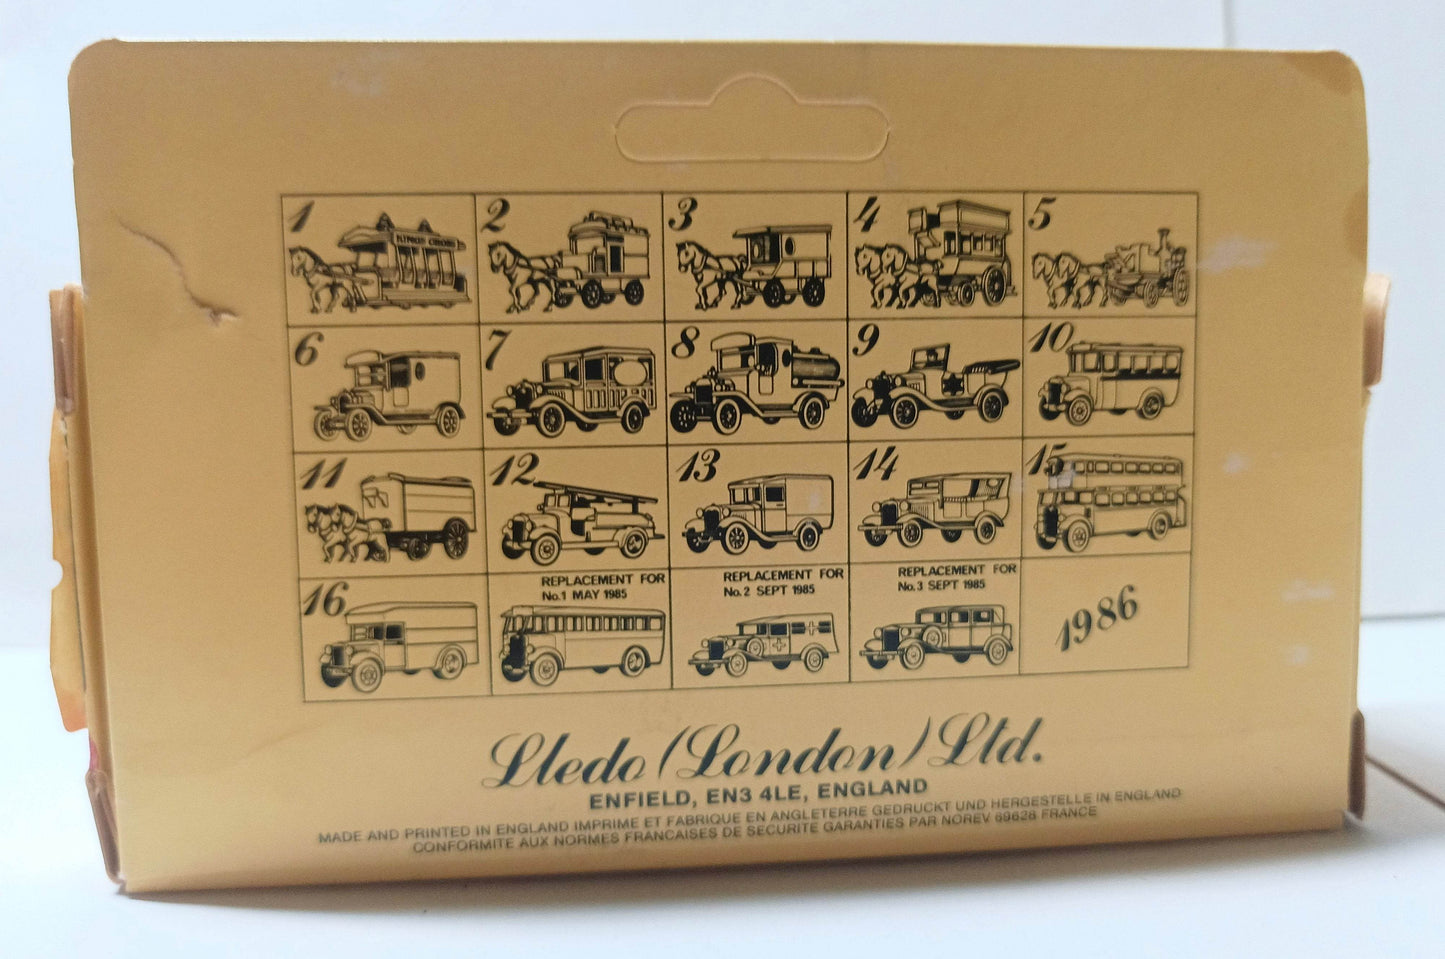 1 2 3 4 5
6 7 8 9 10
11 12 13 14 15
16
REPLACEMENT FOR
No.1 MAY 1985
REPLACEMENT FOR
No.2 SEPT 1985
REPLACEMENT FOR
No.3 SEPT 1985
1986
Lledo (London) Ltd.
ENFIELD, EN3 4LE, ENGLAND
MADE AND PRINTED IN ENGLAND IMPRIME ET FABRIQUE EN ANGLETERRE GEDRUCKT UND HERGESTELLE IN ENGLAND
CONFORMITE AUX NORMES FRANCAISES DE SECURITE GARANTIES PAR NOREV 69628 FRANCE